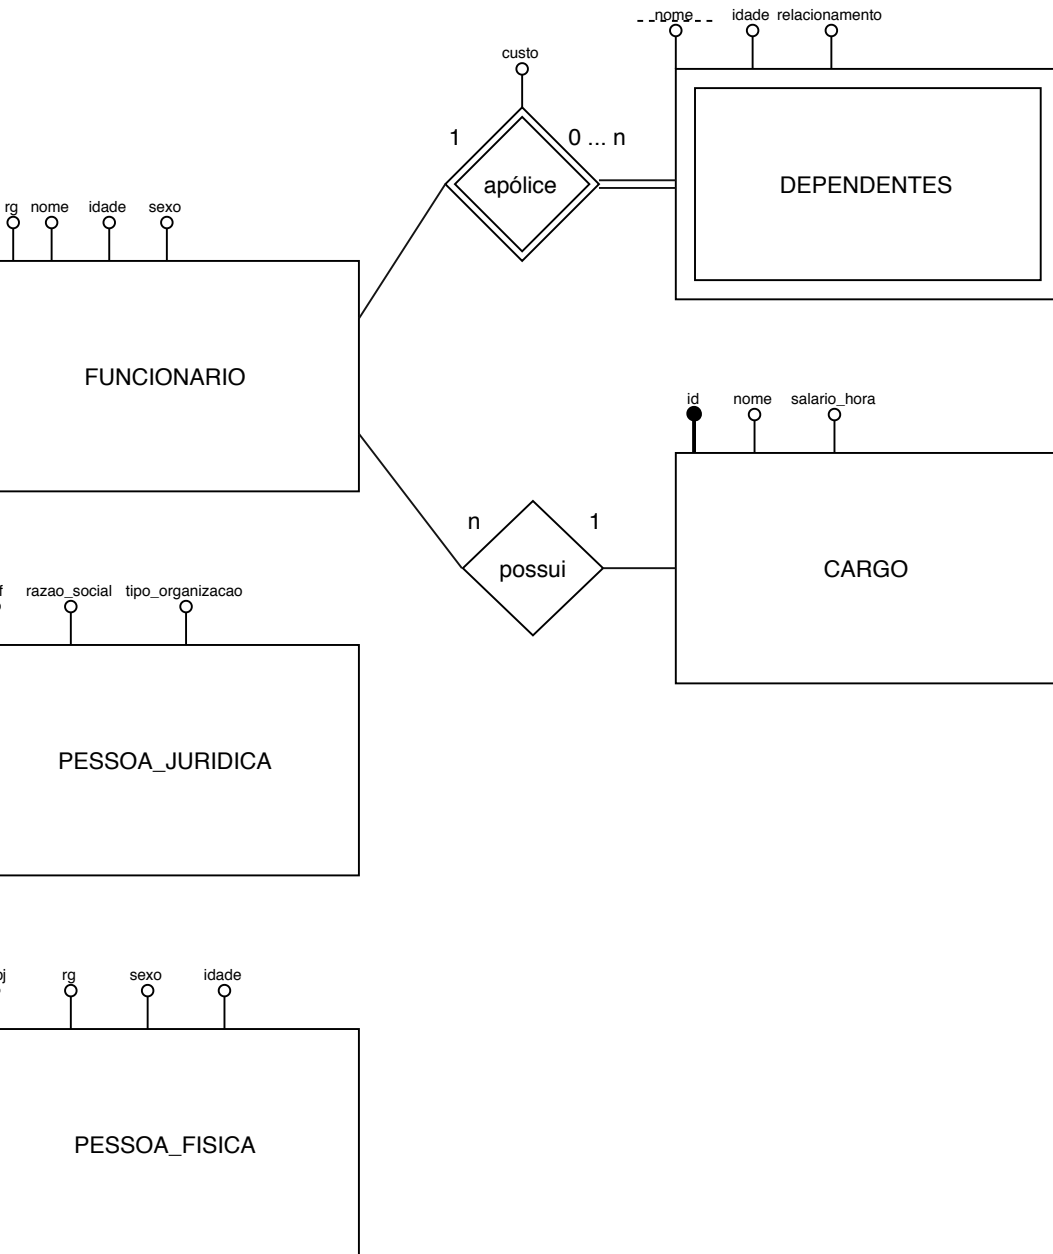 nome idade relacionamento
custo
1 0 ... n
apólice
DEPENDENTES
rg nome idade sexo
FUNCIONARIO
id nome salario_hora
n 1
possui
CARGO
razao_social tipo_organizacao
PESSOA_JURIDICA
rg sexo idade
PESSOA_FISICA